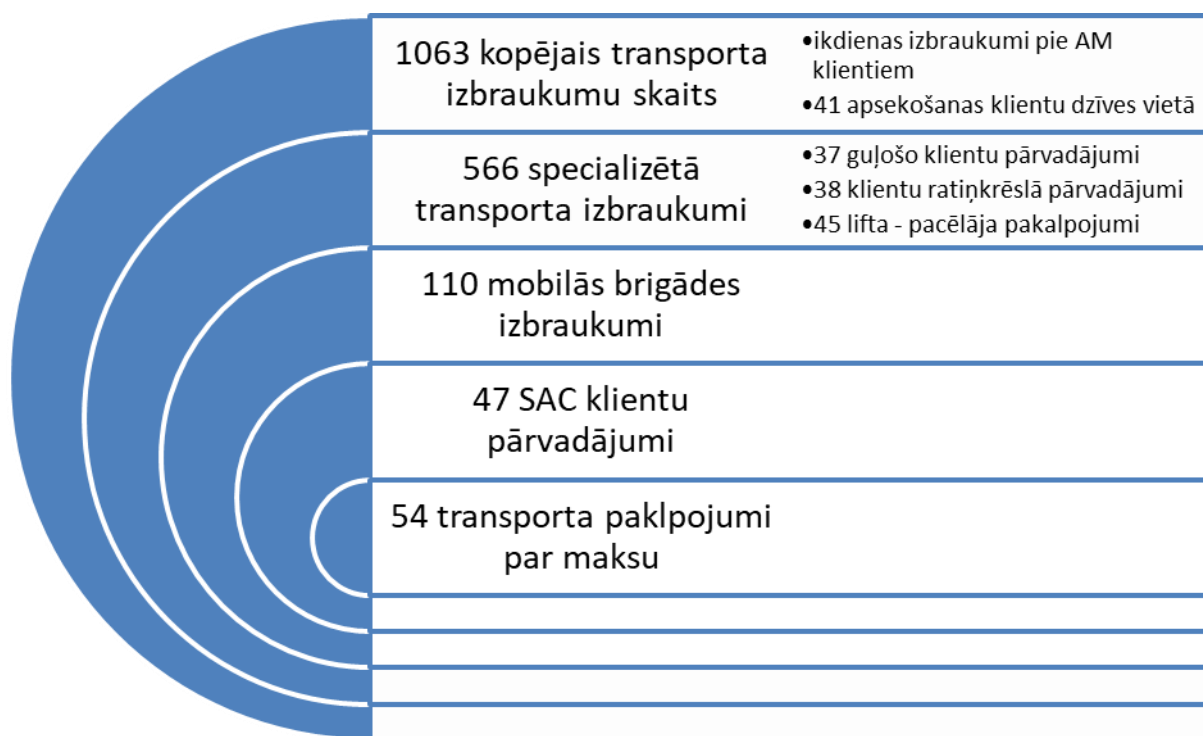 1063 kopējais transporta
izbraukumu skaits
•ikdienas izbraukumi pie AM
klientiem
•41 apsekošanas klientu dzīves vietā
566 specializētā
transporta izbraukumi
•37 guļošo klientu pārvadājumi
•38 klientu ratiņkrēslā pārvadājumi
•45 lifta - pacēlāja pakalpojumi
110 mobilās brigādes
izbraukumi
47 SAC klientu
pārvadājumi
54 transporta paklpojumi
par maksu